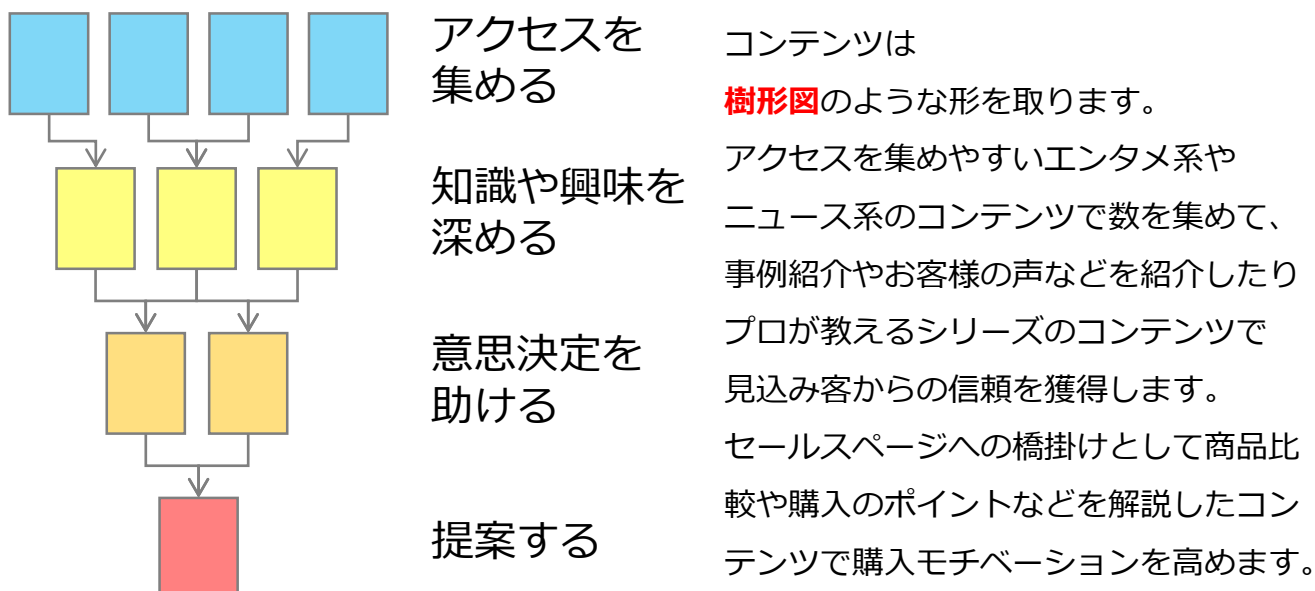 アクセスを
集める
知識や興味を
深める
意思決定を
助ける
提案する
コンテンツは
樹形図のような形を取ります。
アクセスを集めやすいエンタメ系や
ニュース系のコンテンツで数を集めて、
事例紹介やお客様の声などを紹介したり
プロが教えるシリーズのコンテンツで
見込み客からの信頼を獲得します。
セールスページへの橋掛けとして商品比
較や購入のポイントなどを解説したコン
テンツで購入モチベーションを高めます。